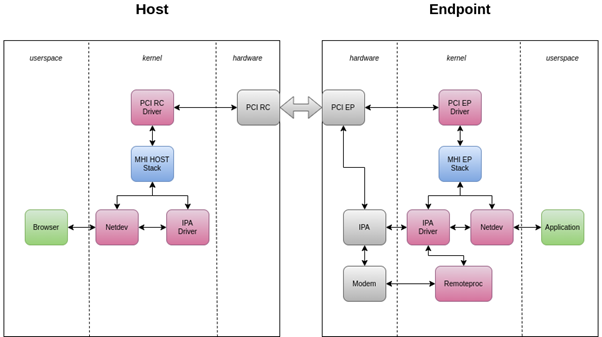 Host
Endpoint
userspace
kernel
hardware
hardware
kernel
userspace
PCI RC
Driver
PCI RC
PCI EP
PCI EP
Driver
MHI HOST
Stack
MHI EP
Stack
Browser
Netdev
IPA
Driver
IPA
IPA
Driver
Netdev
Application
Modem
Remoteproc